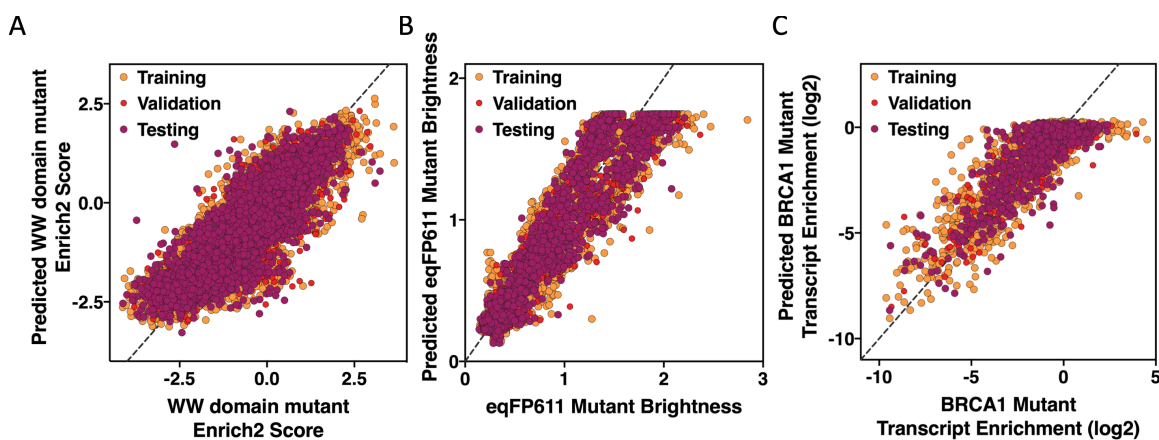 A
B
C
Predicted WW domain mutant
Enrich2 Score
2.5
0.0
-2.5
Training
Validation
Testing
-2.5
0.0
2.5
WW domain mutant
Enrich2 Score
Predicted eqFP611 Mutant Brightness
2
1
0
Training
Validation
Testing
0
1
2
3
eqFP611 Mutant Brightness
Predicted BRCA1 Mutant
Transcript Enrichment (log2)
0
-5
-10
Training
Validation
Testing
-10
-5
0
5
BRCA1 Mutant
Transcript Enrichment (log2)